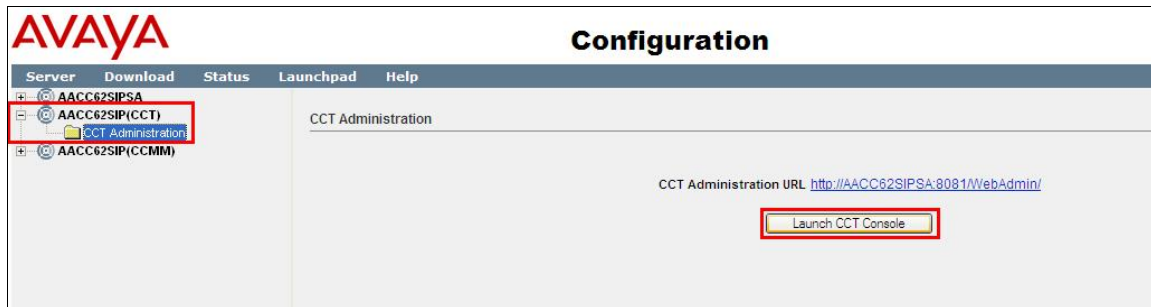 AVAYA
Configuration
Server Download Status Launchpad Help
AACC62SIPSA
AACC62SIP(CCT)
CCT Administration
AACC62SIP(CCMM)
CCT Administration
CCT Administration URL http://AACC62SIPSA:8081/WebAdmin/
Launch CCT Console